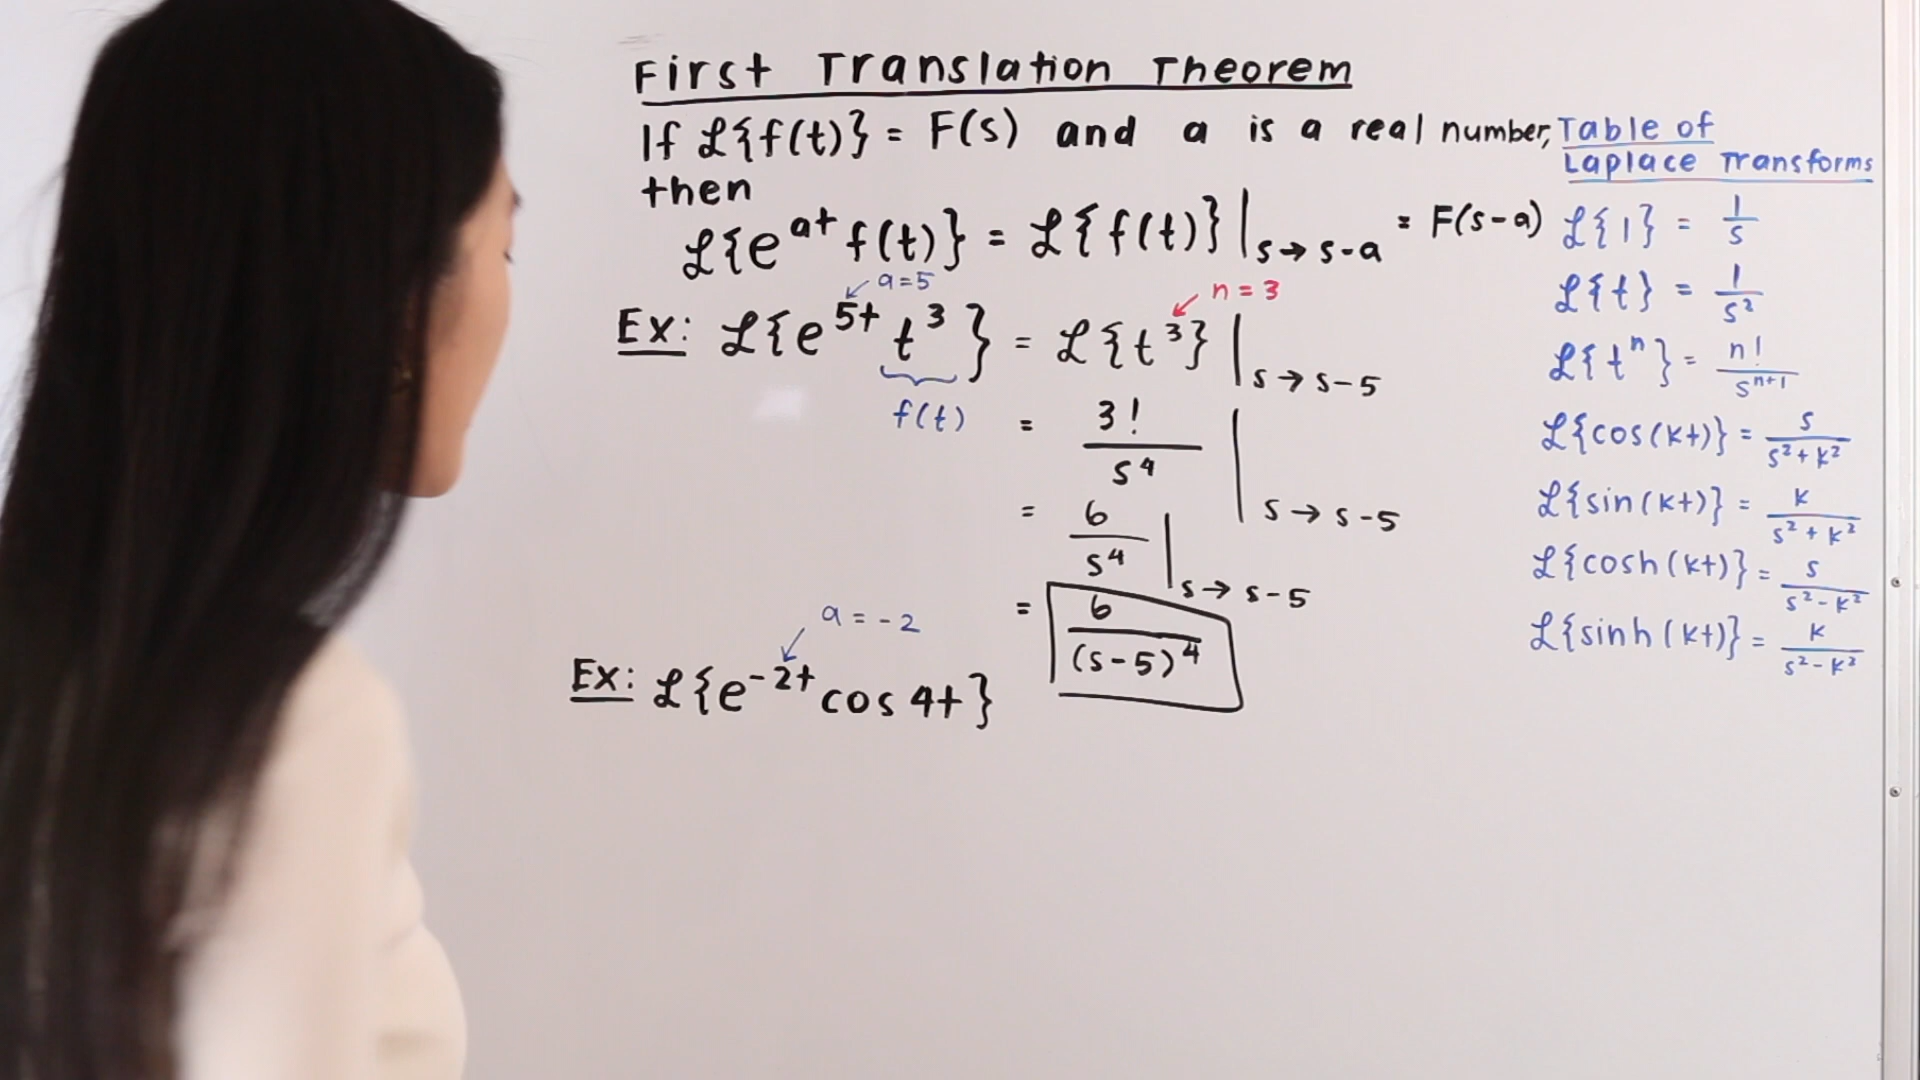 First Translation Theorem
If ℒ{f(t)} = F(s) and a is a real number,
then
ℒ{e^{at} f(t)} = ℒ{f(t)}|_{s→s-a} = F(s-a)
a=5
n=3
Ex: ℒ{e^{5t} t^3} = ℒ{t^3}|_{s→s-5}
f(t)
= 3!/s^4 |_{s→s-5}
= 6/s^4 |_{s→s-5}
= 6/(s-5)^4
a=-2
Ex: ℒ{e^{-2t} cos 4t}
Table of
Laplace Transforms
ℒ{1} = 1/s
ℒ{t} = 1/s^2
ℒ{t^n} = n!/s^{n+1}
ℒ{cos(kt)} = s/(s^2+k^2)
ℒ{sin(kt)} = k/(s^2+k^2)
ℒ{cosh(kt)} = s/(s^2-k^2)
ℒ{sinh(kt)} = k/(s^2-k^2)